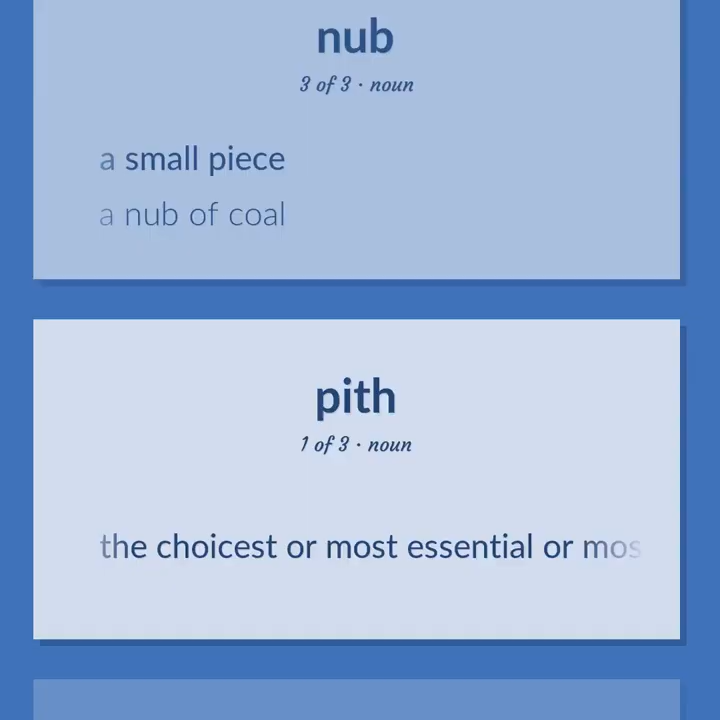 nub
3 of 3 · noun
a small piece
a nub of coal
pith
1 of 3 · noun
the choicest or most essential or mos